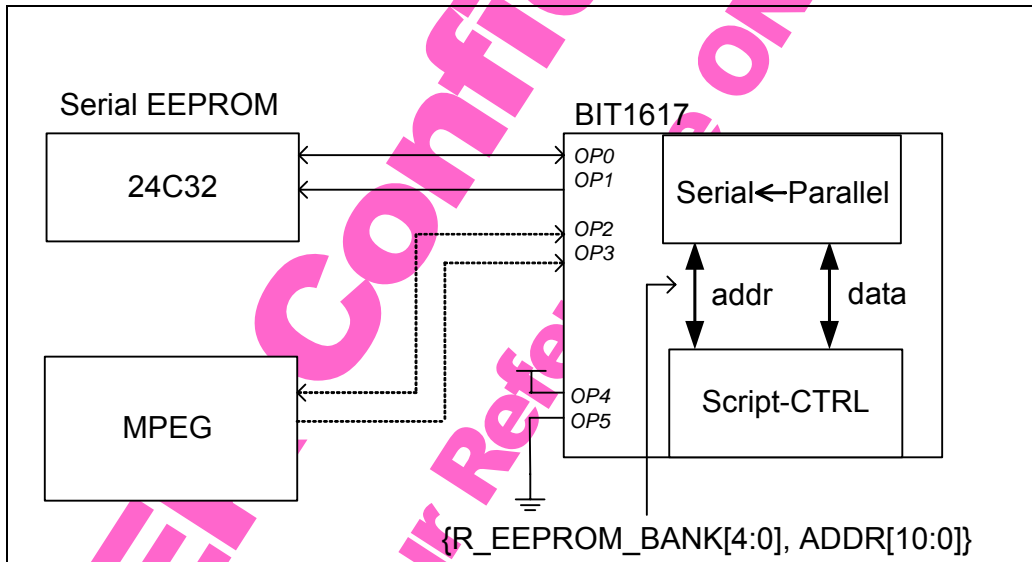 Serial EEPROM
24C32
BIT1617
OP0
OP1
OP2
OP3
OP4
OP5
Serial←Parallel
addr
data
Script-CTRL
MPEG
{R_EEPROM_BANK[4:0], ADDR[10:0]}